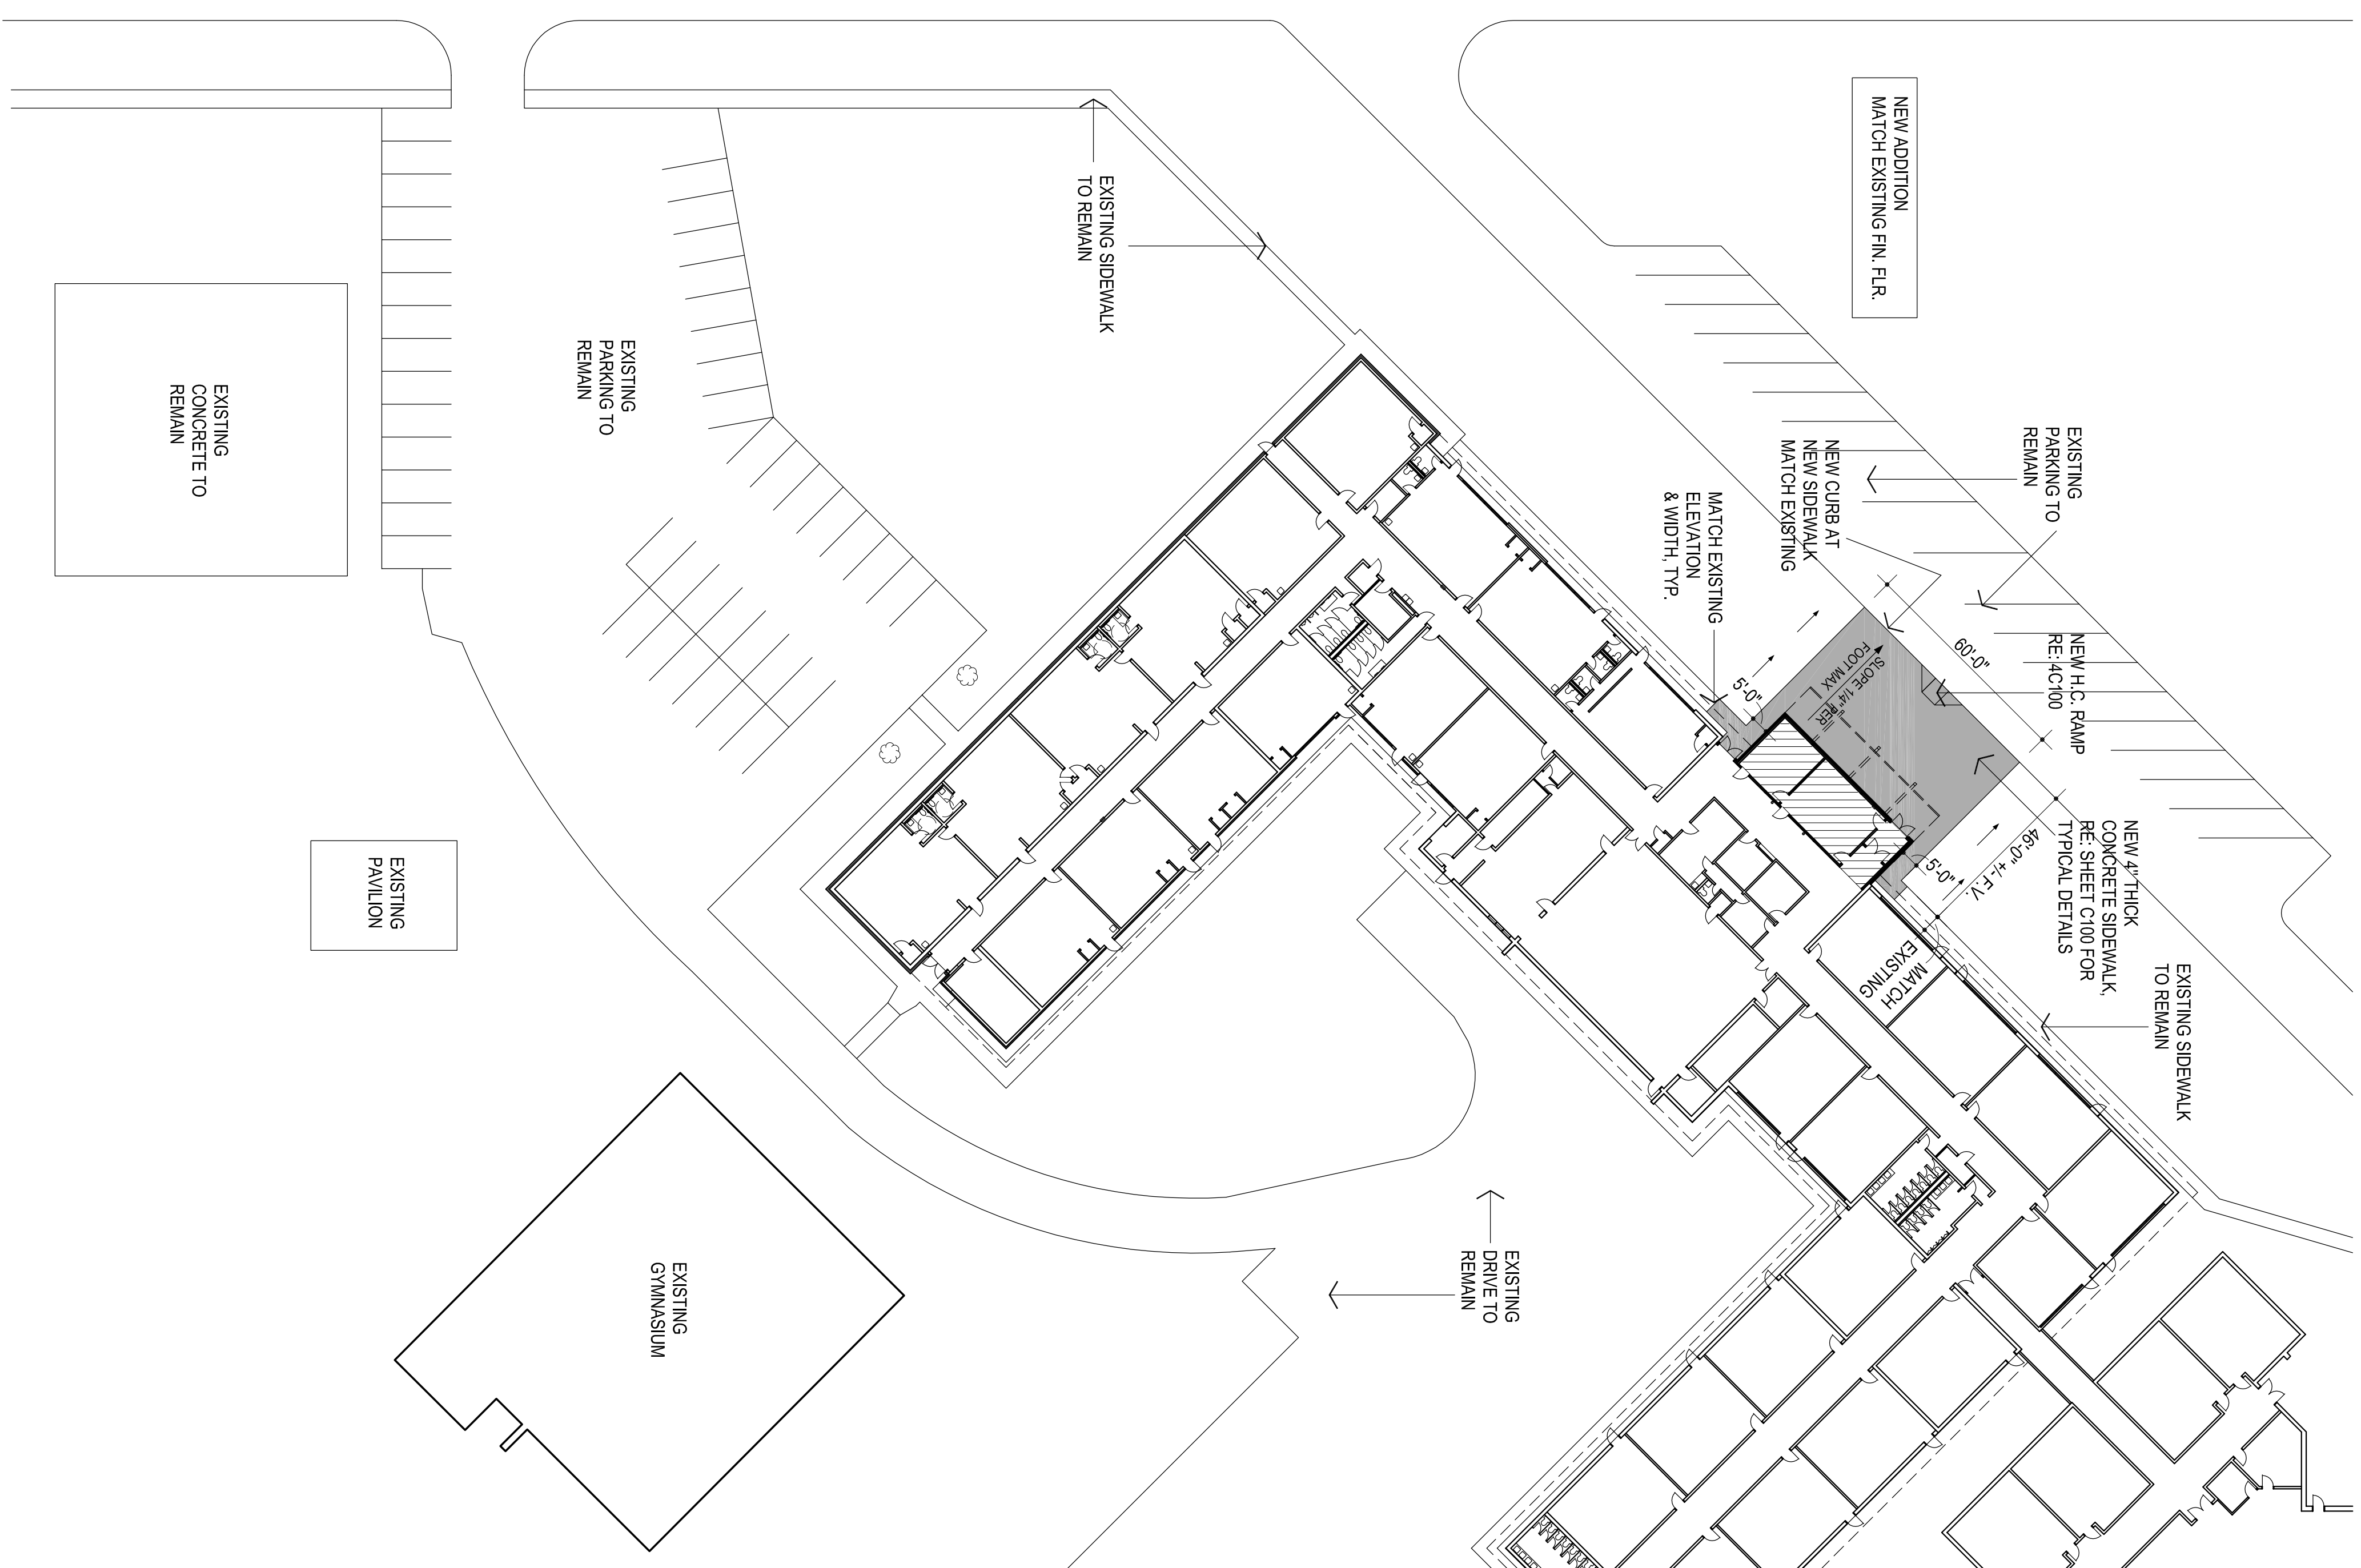 NEW ADDITION
MATCH EXISTING FIN. FLR.
EXISTING SIDEWALK
TO REMAIN
EXISTING
PARKING TO
REMAIN
EXISTING
CONCRETE TO
REMAIN
EXISTING
PARKING TO
REMAIN
NEW CURB AT
NEW SIDEWALK
MATCH EXISTING
MATCH EXISTING
ELEVATION
& WIDTH, TYP.
NEW H.C. RAMP
RE: 4C100
60'-0"
SLOPE 1/4" PER
FOOT MAX
5'-0"
5'-0"
46'-0" +/- F.V.
NEW 4" THICK
CONCRETE SIDEWALK,
RE: SHEET C100 FOR
TYPICAL DETAILS
MATCH
EXISTING
EXISTING SIDEWALK
TO REMAIN
EXISTING
PAVILION
EXISTING
DRIVE TO
REMAIN
EXISTING
GYMNASIUM